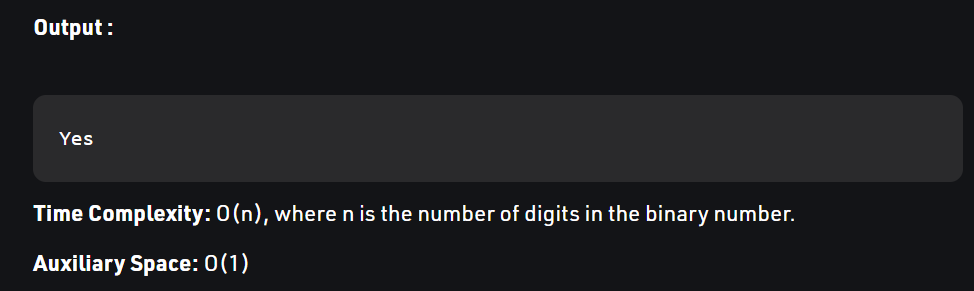 Output :
Yes
Time Complexity: O(n), where n is the number of digits in the binary number.
Auxiliary Space: O(1)